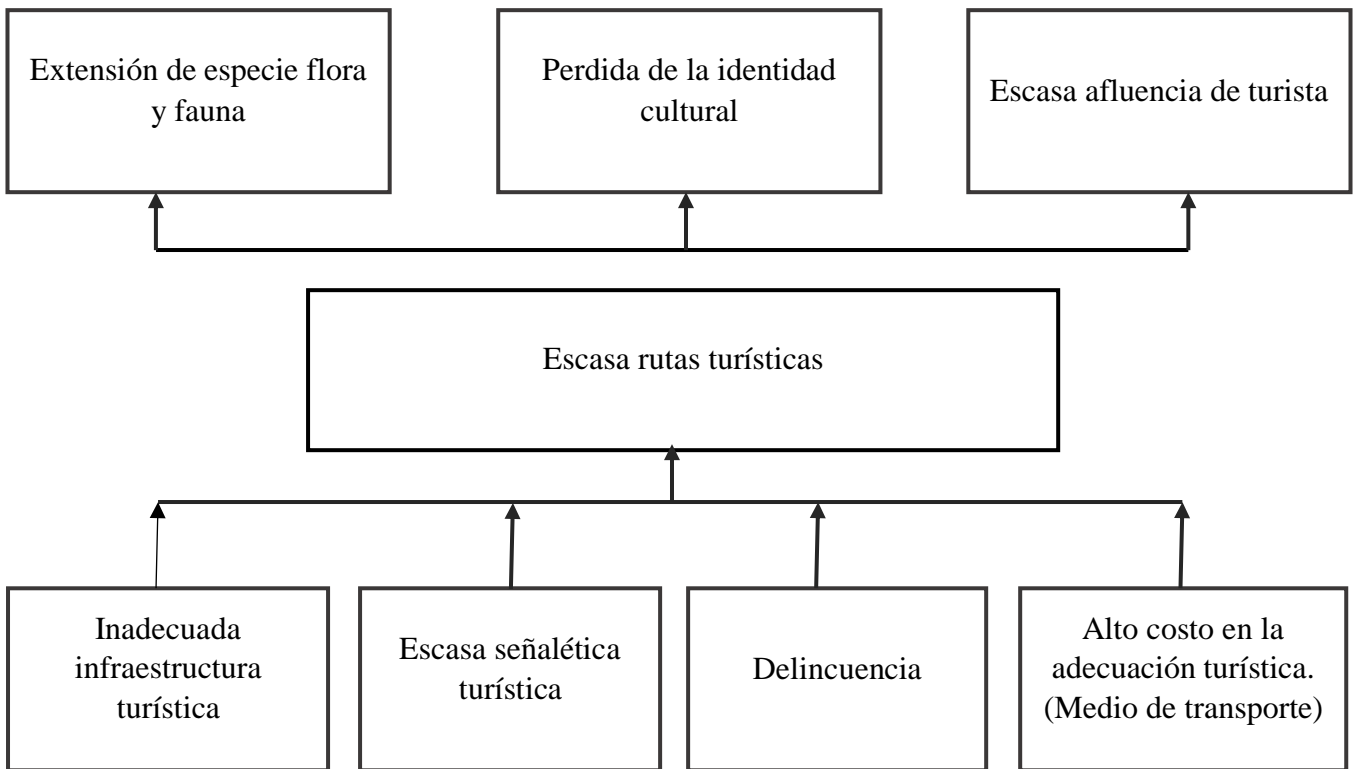 Extensión de especie flora
y fauna
Perdida de la identidad
cultural
Escasa afluencia de turista
Escasa rutas turísticas
Inadecuada
infraestructura
turística
Escasa señalética
turística
Delincuencia
Alto costo en la
adecuación turística.
(Medio de transporte)